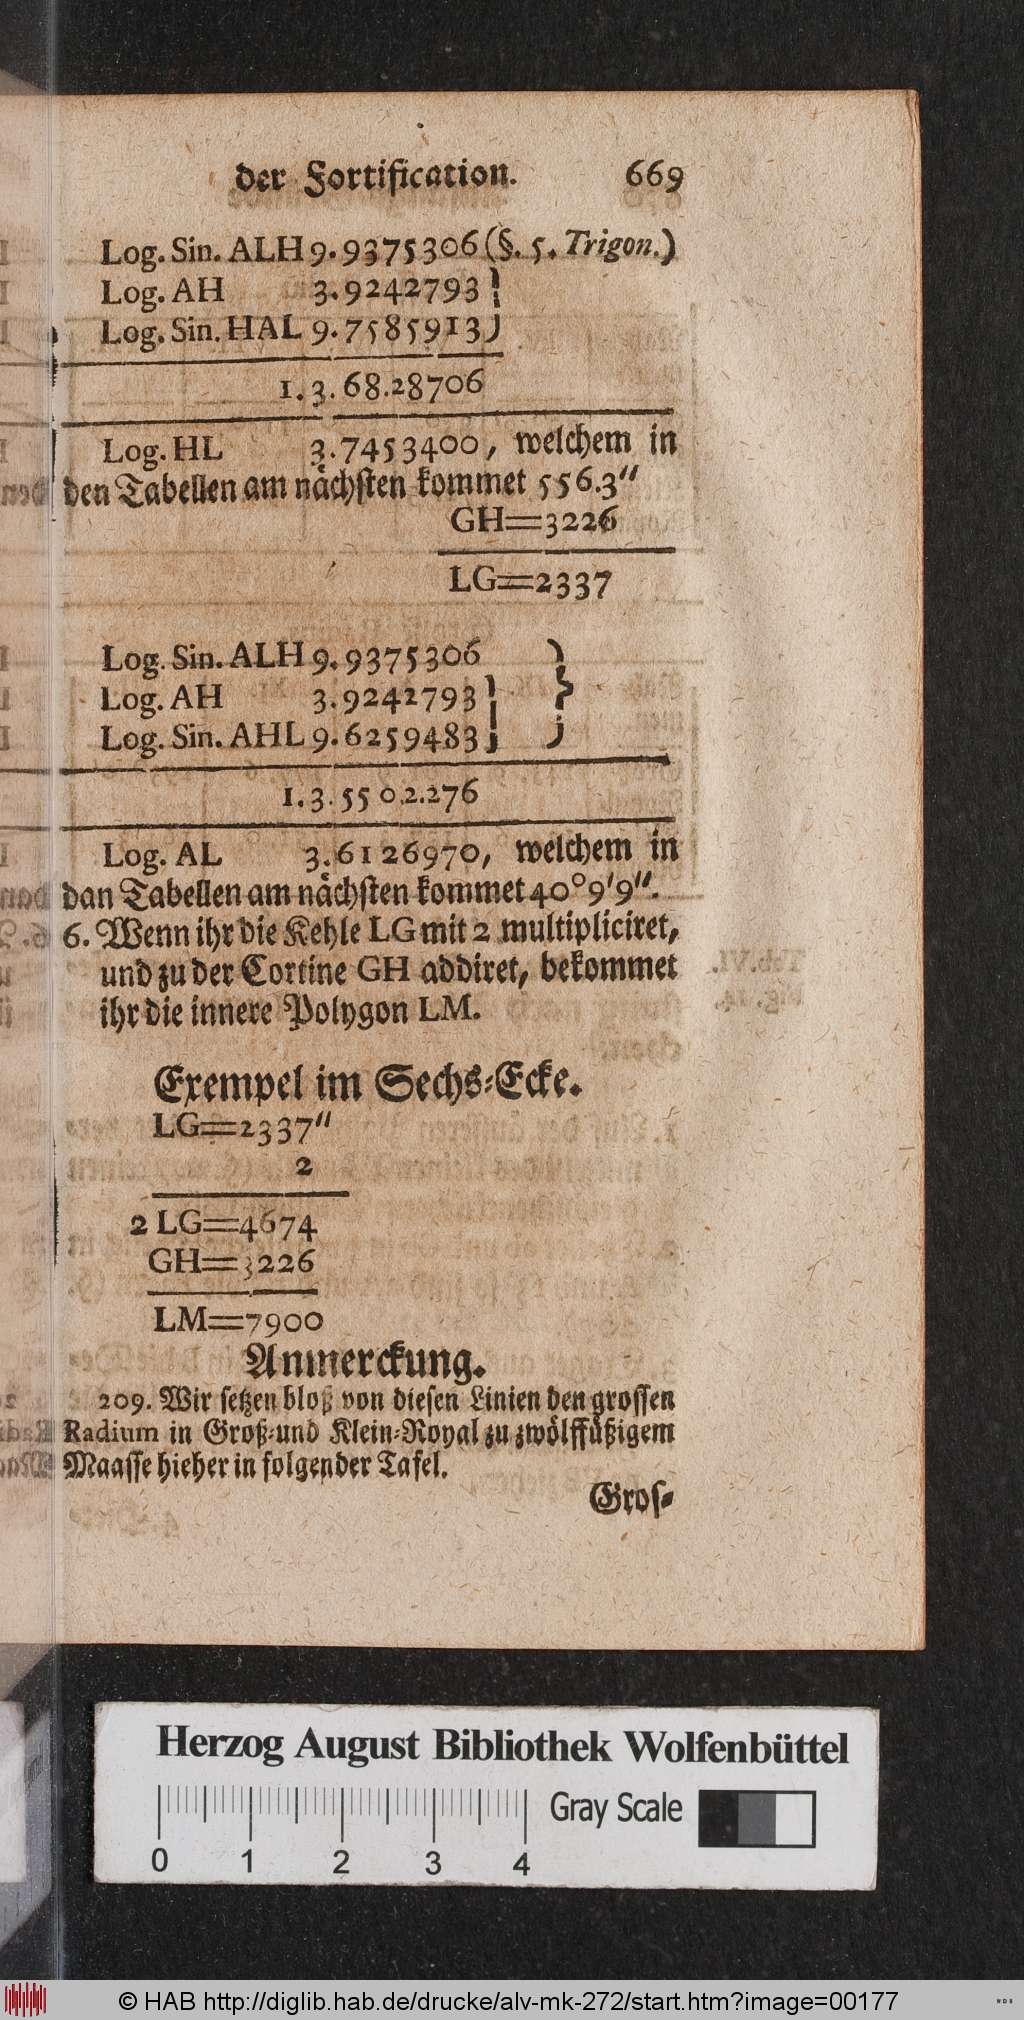 der Fortification. 669
Log. Sin. ALH 9.9375306 (§. 5. Trigon.)
Log. AH 3.9242793 }
Log. Sin. HAL 9.7585913 }
1.3.68.28706
Log. HL 3.7453400, welchem in
den Tabellen am nächsten kommet 556.3″
GH=3226
LG=2337
Log. Sin. ALH 9.9375306 }
Log. AH 3.9242793 }
Log. Sin. AHL 9.6259483 }
1.3.550.2.276
Log. AL 3.6126970, welchem in
dan Tabellen am nächsten kommet 40°9′9″.
6. Wenn ihr die Kehle LG mit 2 multipliciret,
und zu der Cortine GH addiret, bekommet
ihr die innere Polygon LM.
Exempel im Sechs-Ecke.
LG=2337″
2
2 LG=4674
GH=3226
LM=7900
Anmerckung.
209. Wir setzen bloß von diesen Linien den grossen
Radium in Groß-und Klein-Royal zu zwölffüßigem
Maasse hieher in folgender Tafel.
Gros-
Herzog August Bibliothek Wolfenbüttel
Gray Scale
0 1 2 3 4
© HAB http://diglib.hab.de/drucke/alv-mk-272/start.htm?image=00177